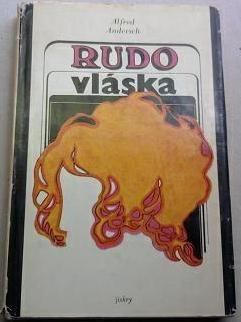 Alfred
Andersch
RUDO
vláska
jiskry